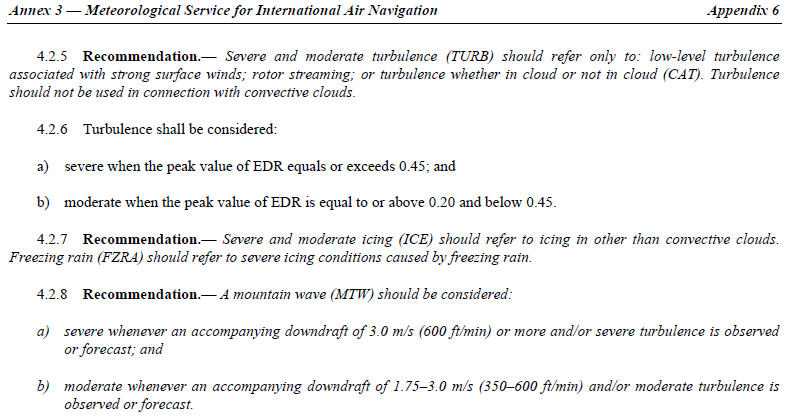 Annex 3 — Meteorological Service for International Air Navigation Appendix 6
4.2.5 Recommendation.— Severe and moderate turbulence (TURB) should refer only to: low-level turbulence
associated with strong surface winds; rotor streaming; or turbulence whether in cloud or not in cloud (CAT). Turbulence
should not be used in connection with convective clouds.
4.2.6 Turbulence shall be considered:
a) severe when the peak value of EDR equals or exceeds 0.45; and
b) moderate when the peak value of EDR is equal to or above 0.20 and below 0.45.
4.2.7 Recommendation.— Severe and moderate icing (ICE) should refer to icing in other than convective clouds.
Freezing rain (FZRA) should refer to severe icing conditions caused by freezing rain.
4.2.8 Recommendation.— A mountain wave (MTW) should be considered:
a) severe whenever an accompanying downdraft of 3.0 m/s (600 ft/min) or more and/or severe turbulence is observed
or forecast; and
b) moderate whenever an accompanying downdraft of 1.75–3.0 m/s (350–600 ft/min) and/or moderate turbulence is
observed or forecast.